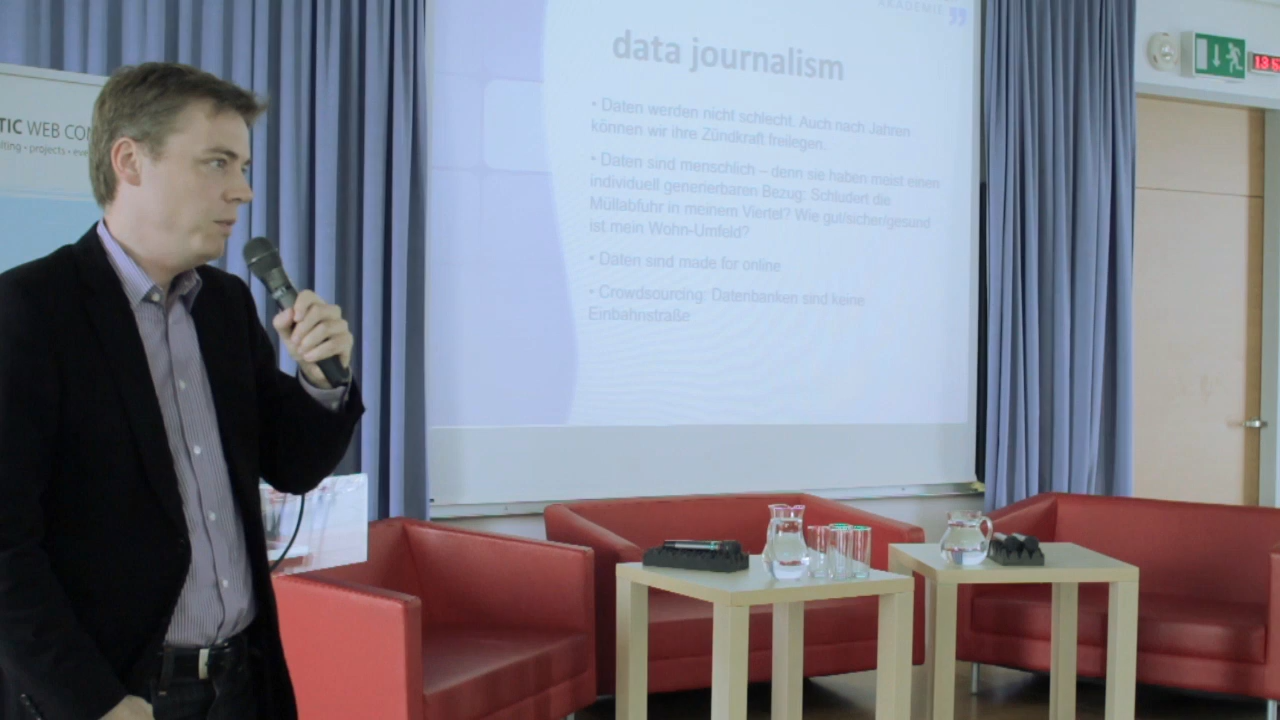 AKADEMIE
data journalism
• Daten werden nicht schlecht. Auch nach Jahren
können wir ihre Zündkraft freilegen.
• Daten sind menschlich – denn sie haben meist einen
individuell generierbaren Bezug: Schludert die
Müllabfuhr in meinem Viertel? Wie gut/sicher/gesund
ist mein Wohn-Umfeld?
• Daten sind made for online
• Crowdsourcing: Datenbanken sind keine
Einbahnstraße
TIC WEB COM
lting • projects • eve